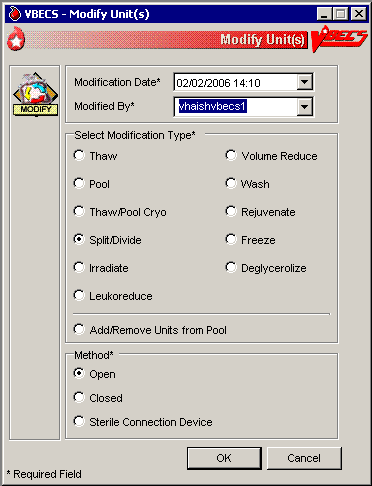 VBECS - Modify Unit(s)
Modify Unit(s) VBECS
MODIFY
Modification Date* 02/02/2006 14:10
Modified By* vhaishvbecs1
Select Modification Type*
Thaw Volume Reduce
Pool Wash
Thaw/Pool Cryo Rejuvenate
Split/Divide Freeze
Irradiate Deglycerolize
Leukoreduce
Add/Remove Units from Pool
Method*
Open
Closed
Sterile Connection Device
OK Cancel
* Required Field